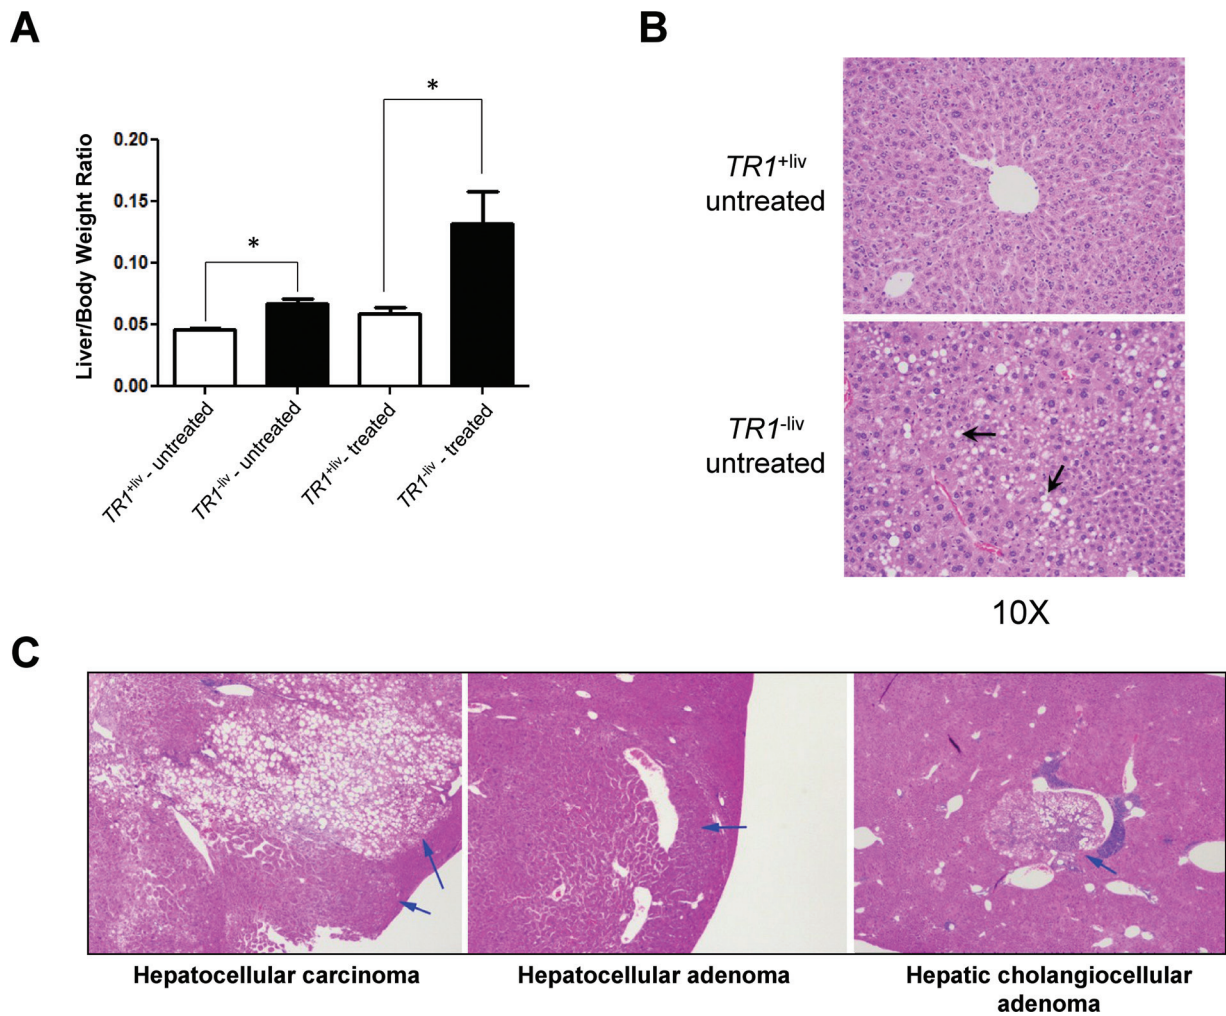 A
B
*
*
Liver/Body Weight Ratio
0.20
0.15
0.10
0.05
0.00
TR1+liv - untreated
TR1-liv - untreated
TR1+liv- treated
TR1-liv - treated
TR1+liv
untreated
TR1-liv
untreated
10X
C
Hepatocellular carcinoma
Hepatocellular adenoma
Hepatic cholangiocellular
adenoma